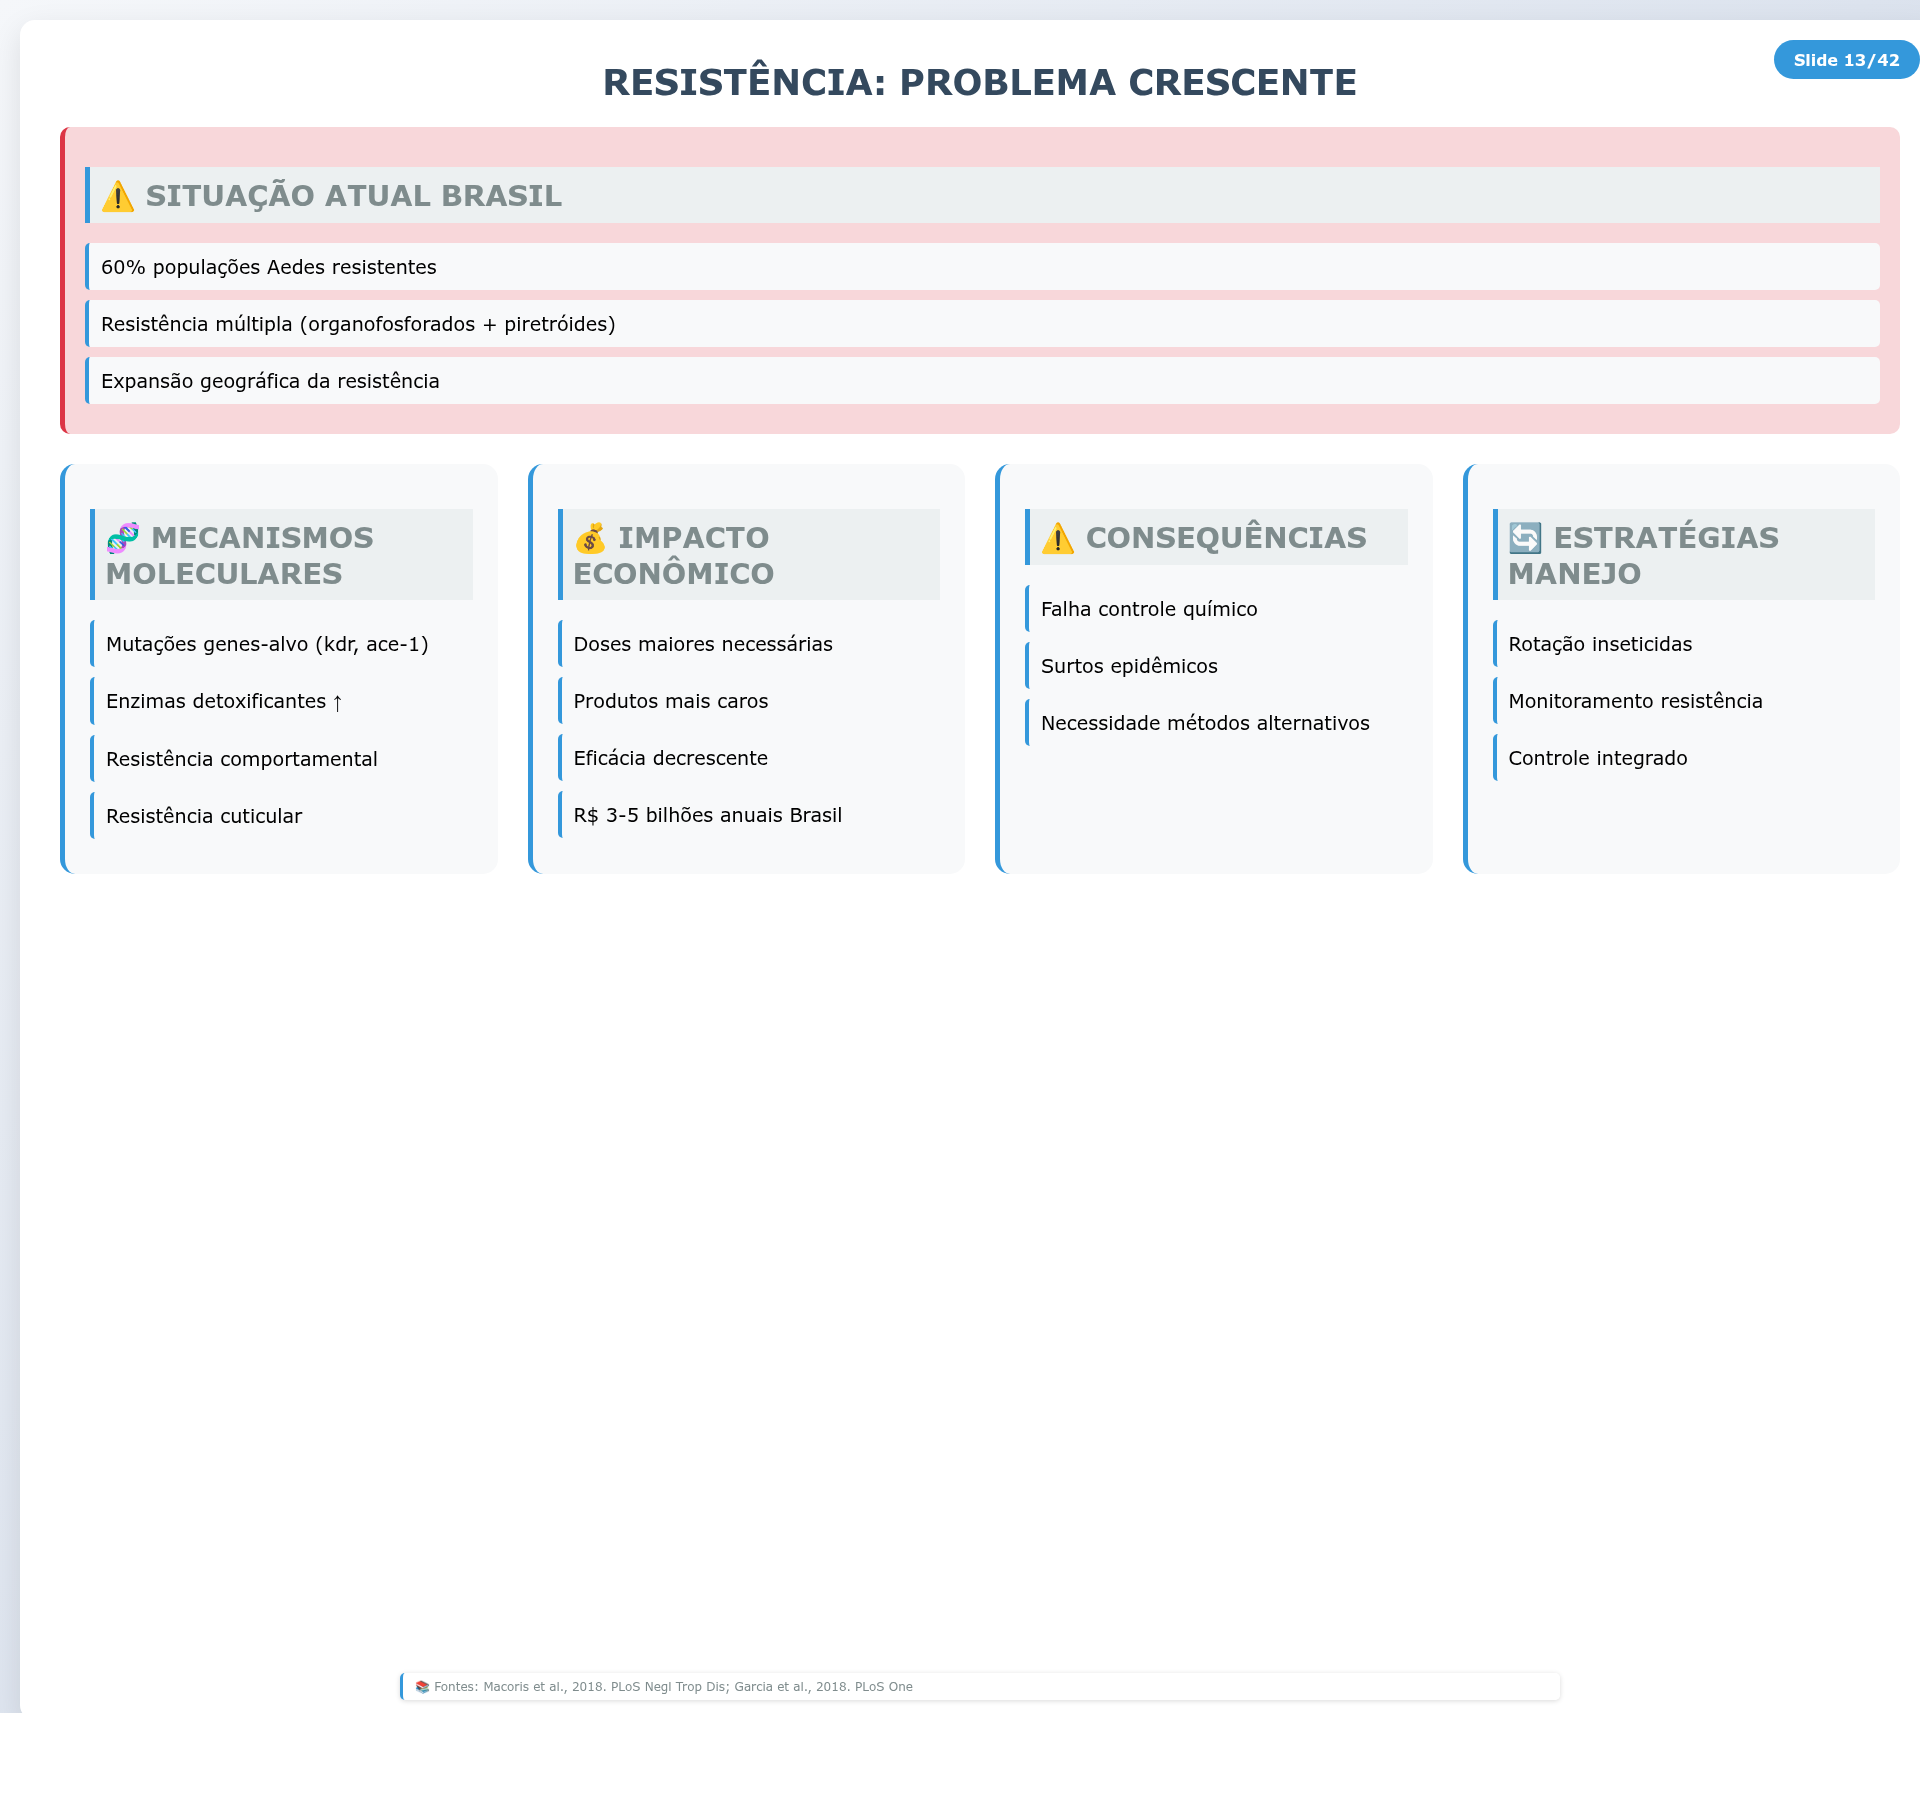 Slide 13/42
RESISTÊNCIA: PROBLEMA CRESCENTE
⚠️ SITUAÇÃO ATUAL BRASIL
60% populações Aedes resistentes
Resistência múltipla (organofosforados + piretróides)
Expansão geográfica da resistência
🧬 MECANISMOS
MOLECULARES
Mutações genes-alvo (kdr, ace-1)
Enzimas detoxificantes ↑
Resistência comportamental
Resistência cuticular
💰 IMPACTO
ECONÔMICO
Doses maiores necessárias
Produtos mais caros
Eficácia decrescente
R$ 3-5 bilhões anuais Brasil
⚠️ CONSEQUÊNCIAS
Falha controle químico
Surtos epidêmicos
Necessidade métodos alternativos
🔄 ESTRATÉGIAS
MANEJO
Rotação inseticidas
Monitoramento resistência
Controle integrado
📚 Fontes: Macoris et al., 2018. PLoS Negl Trop Dis; Garcia et al., 2018. PLoS One